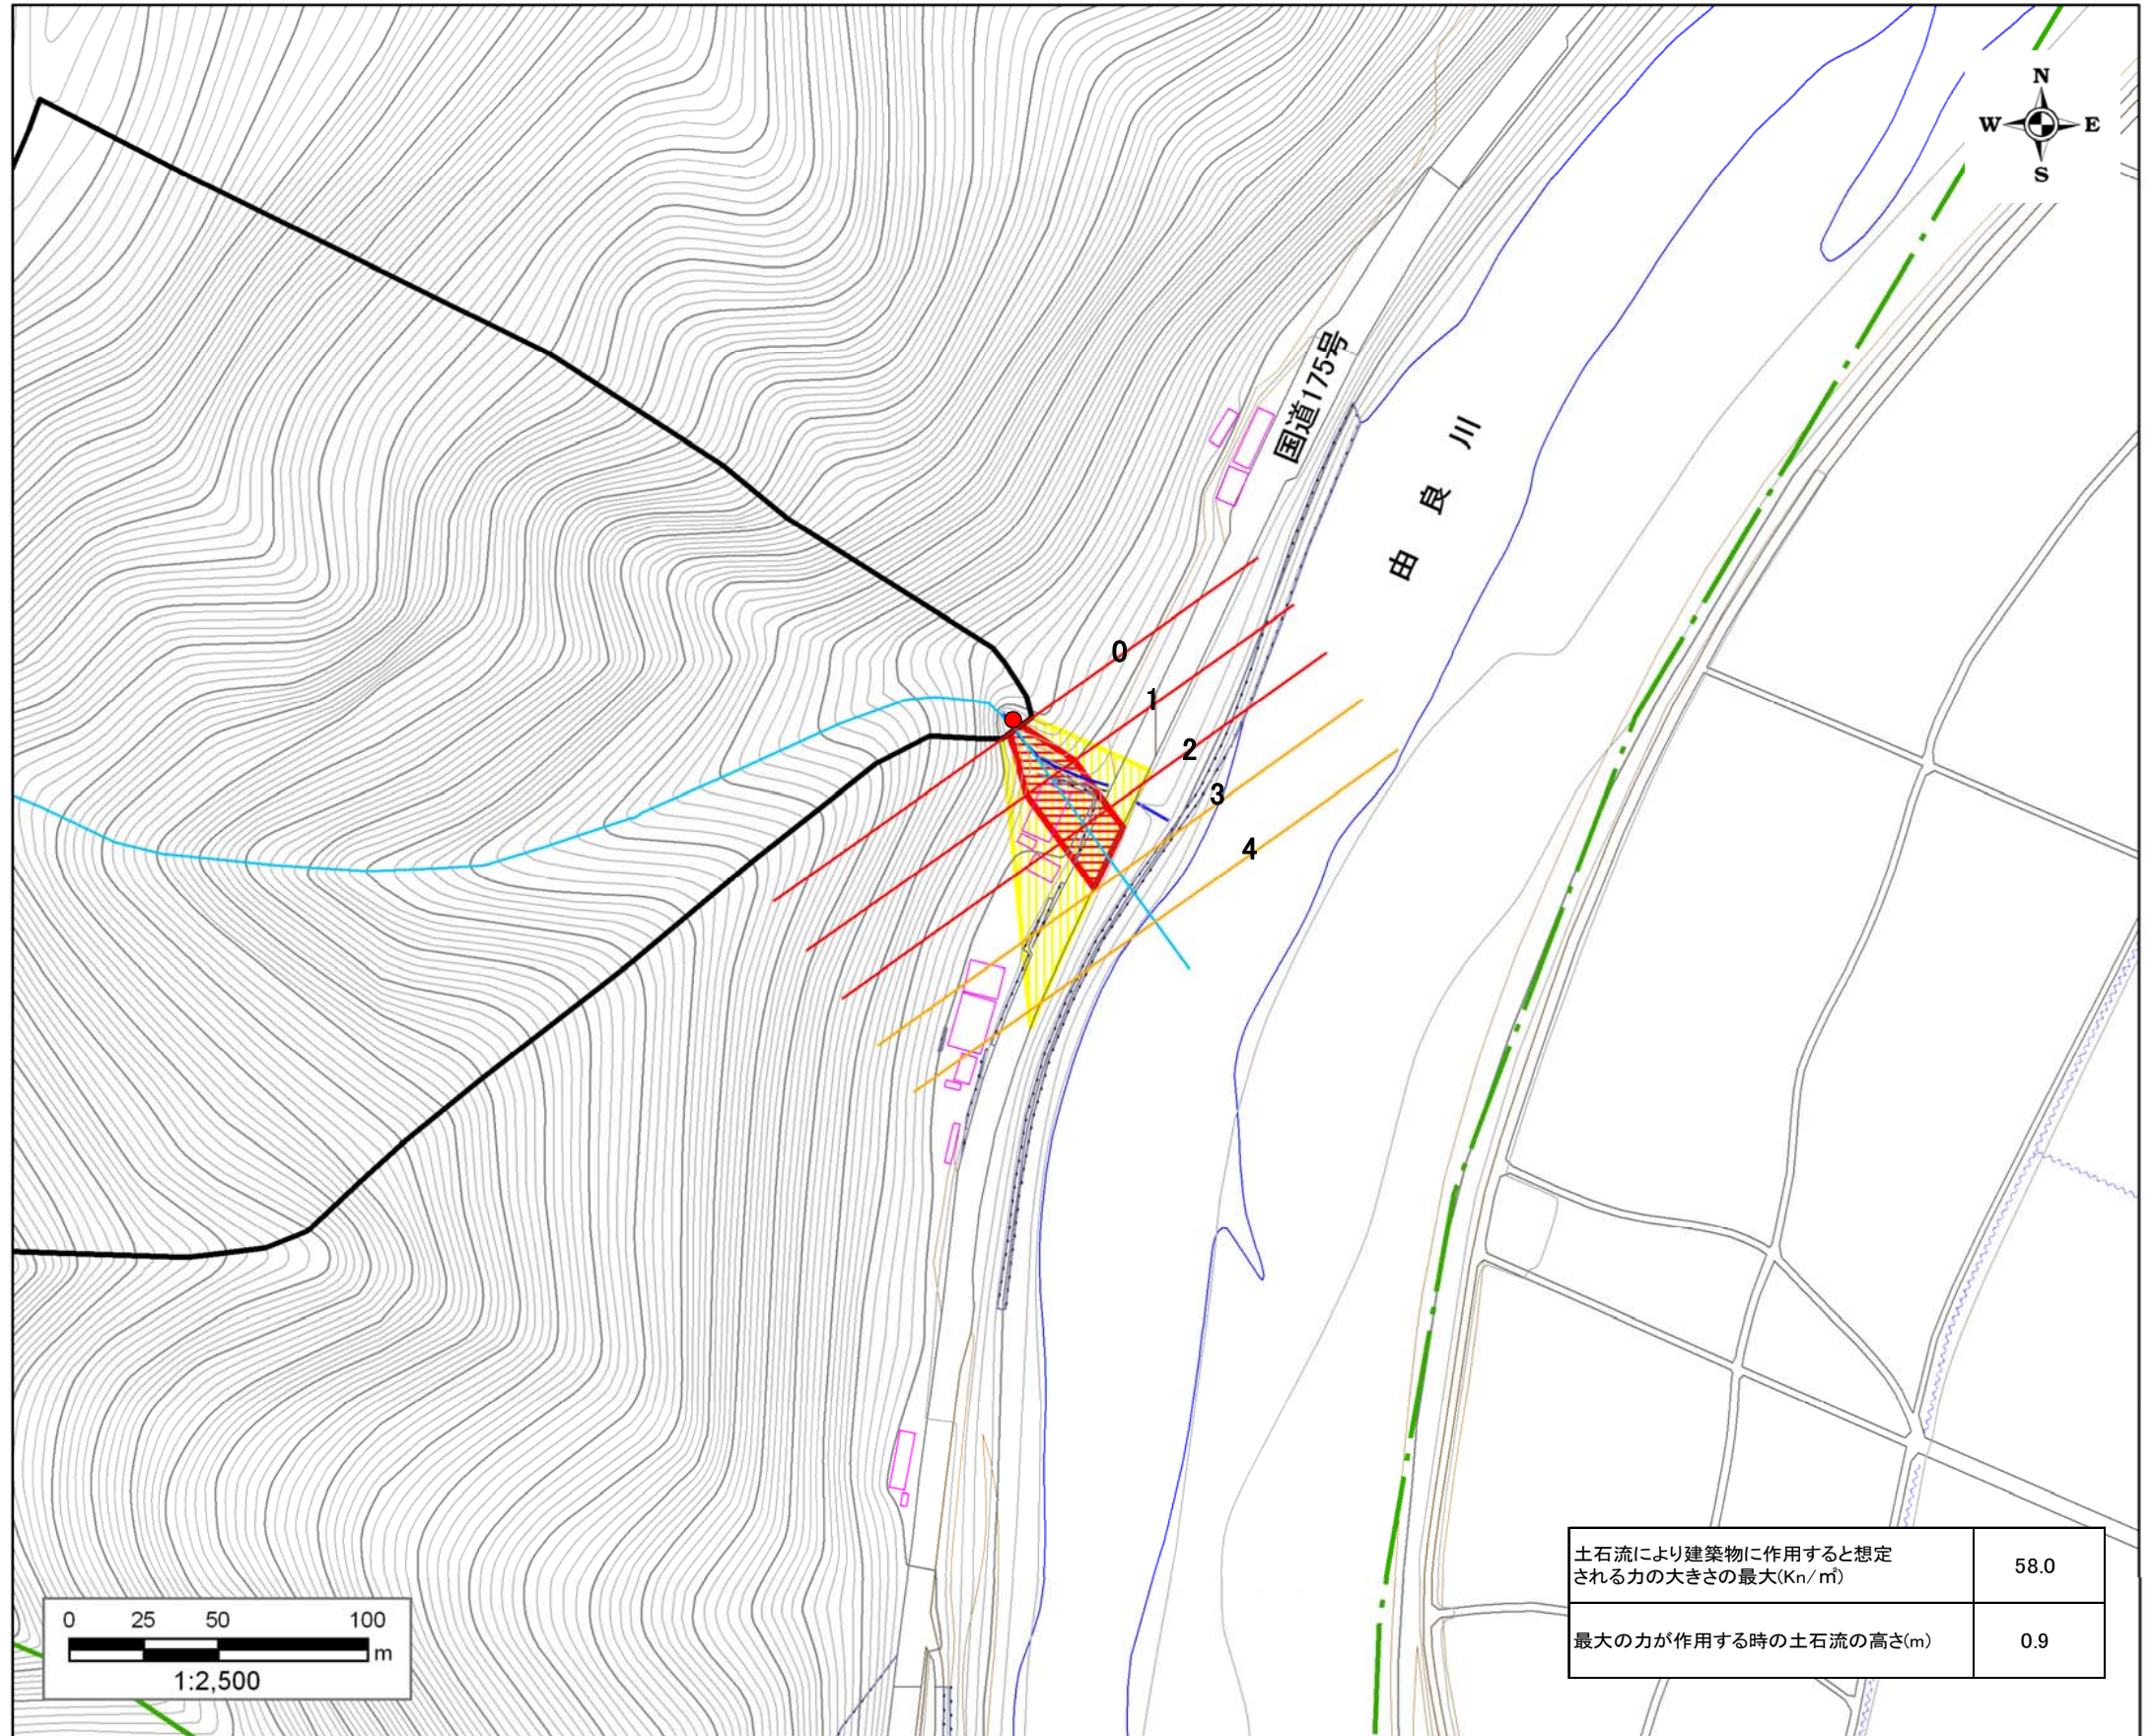 N
W E
S
国道175号
由良川
0
1
2
3
4
土石流により建築物に作用すると想定
される力の大きさの最大(Kn/㎡)
58.0
最大の力が作用する時の土石流の高さ(m)
0.9
0 25 50 100
m
1:2,500